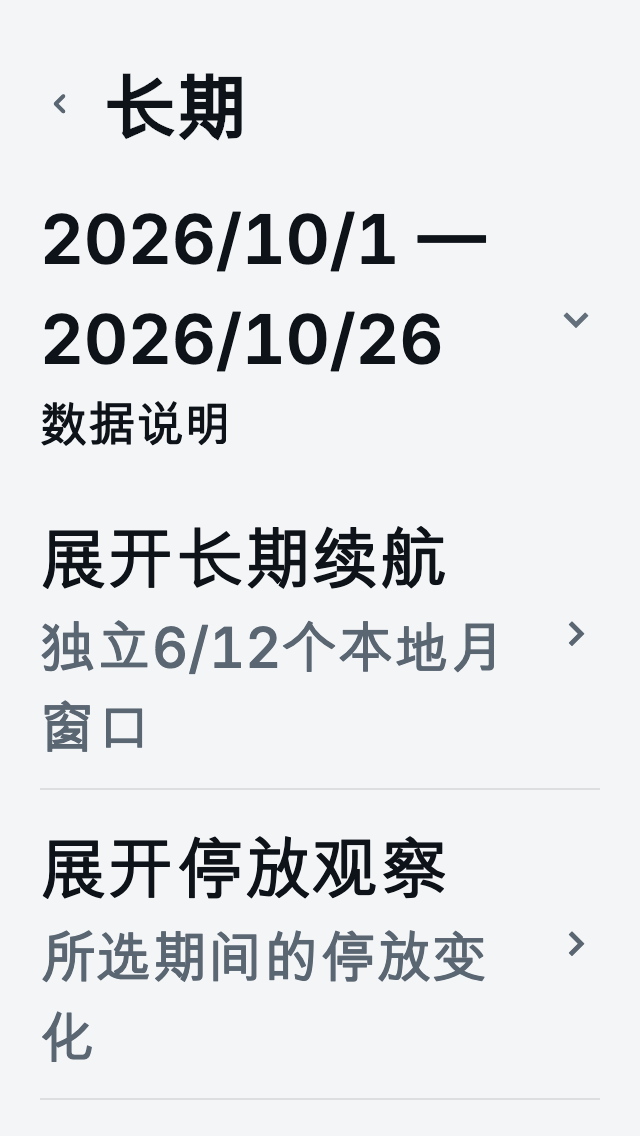 长期
2026/10/1 —
2026/10/26
数据说明
展开长期续航
独立6/12个本地月
窗口
展开停放观察
所选期间的停放变
化